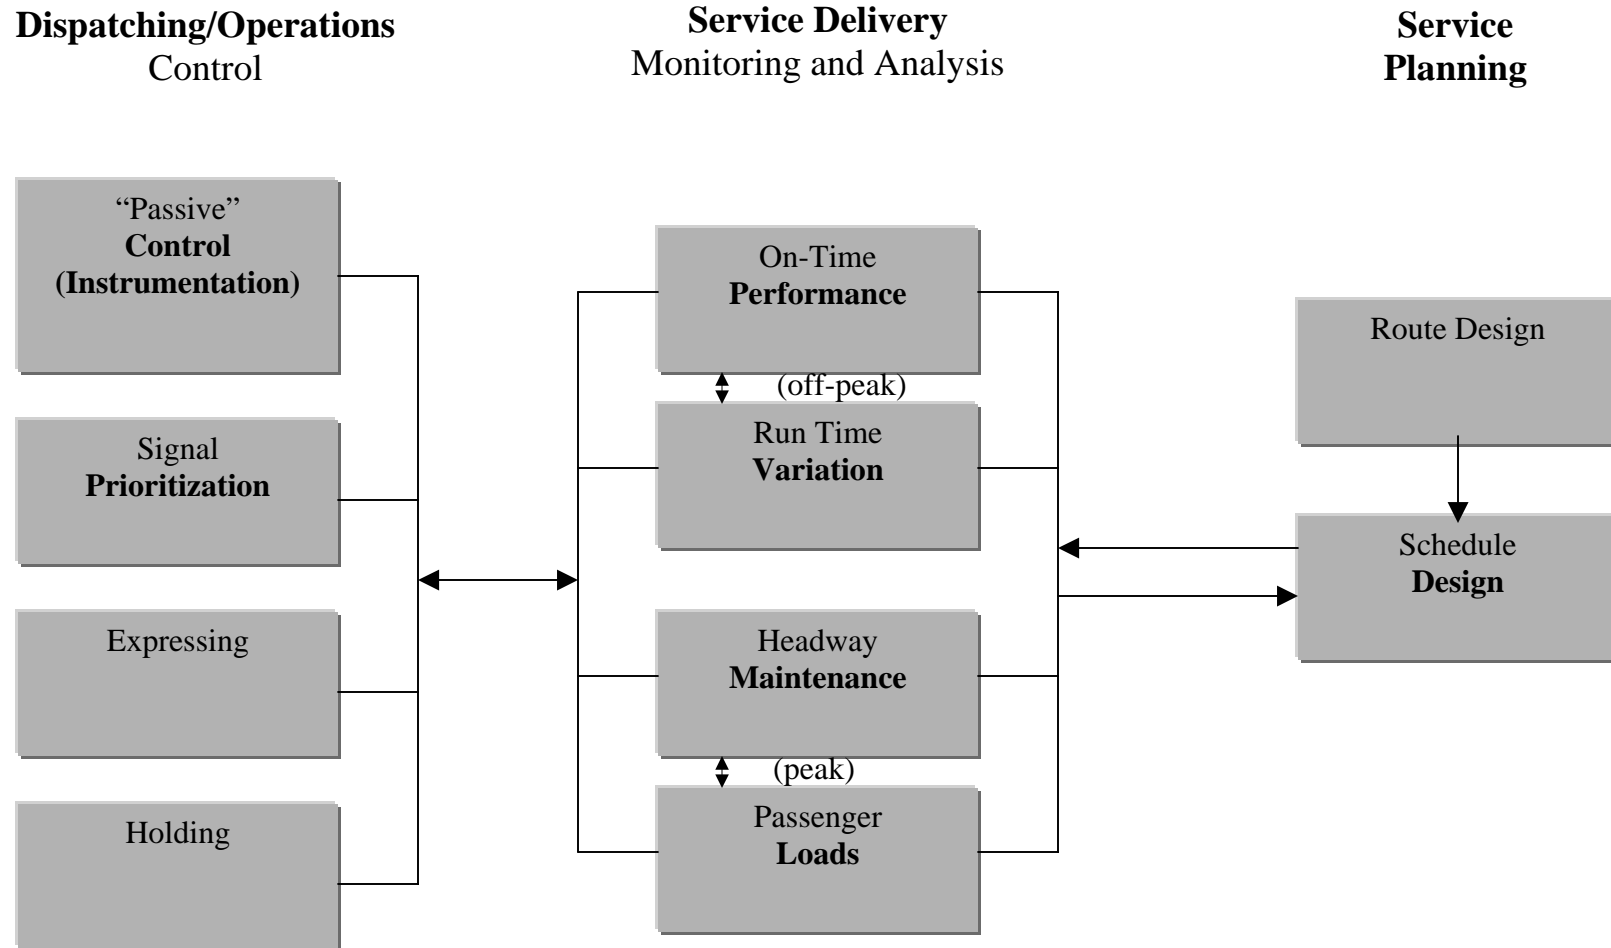 Dispatching/Operations
Control
Service Delivery
Monitoring and Analysis
Service
Planning
“Passive”
Control
(Instrumentation)
Signal
Prioritization
Expressing
Holding
On-Time
Performance
(off-peak)
Run Time
Variation
Headway
Maintenance
(peak)
Passenger
Loads
Route Design
Schedule
Design